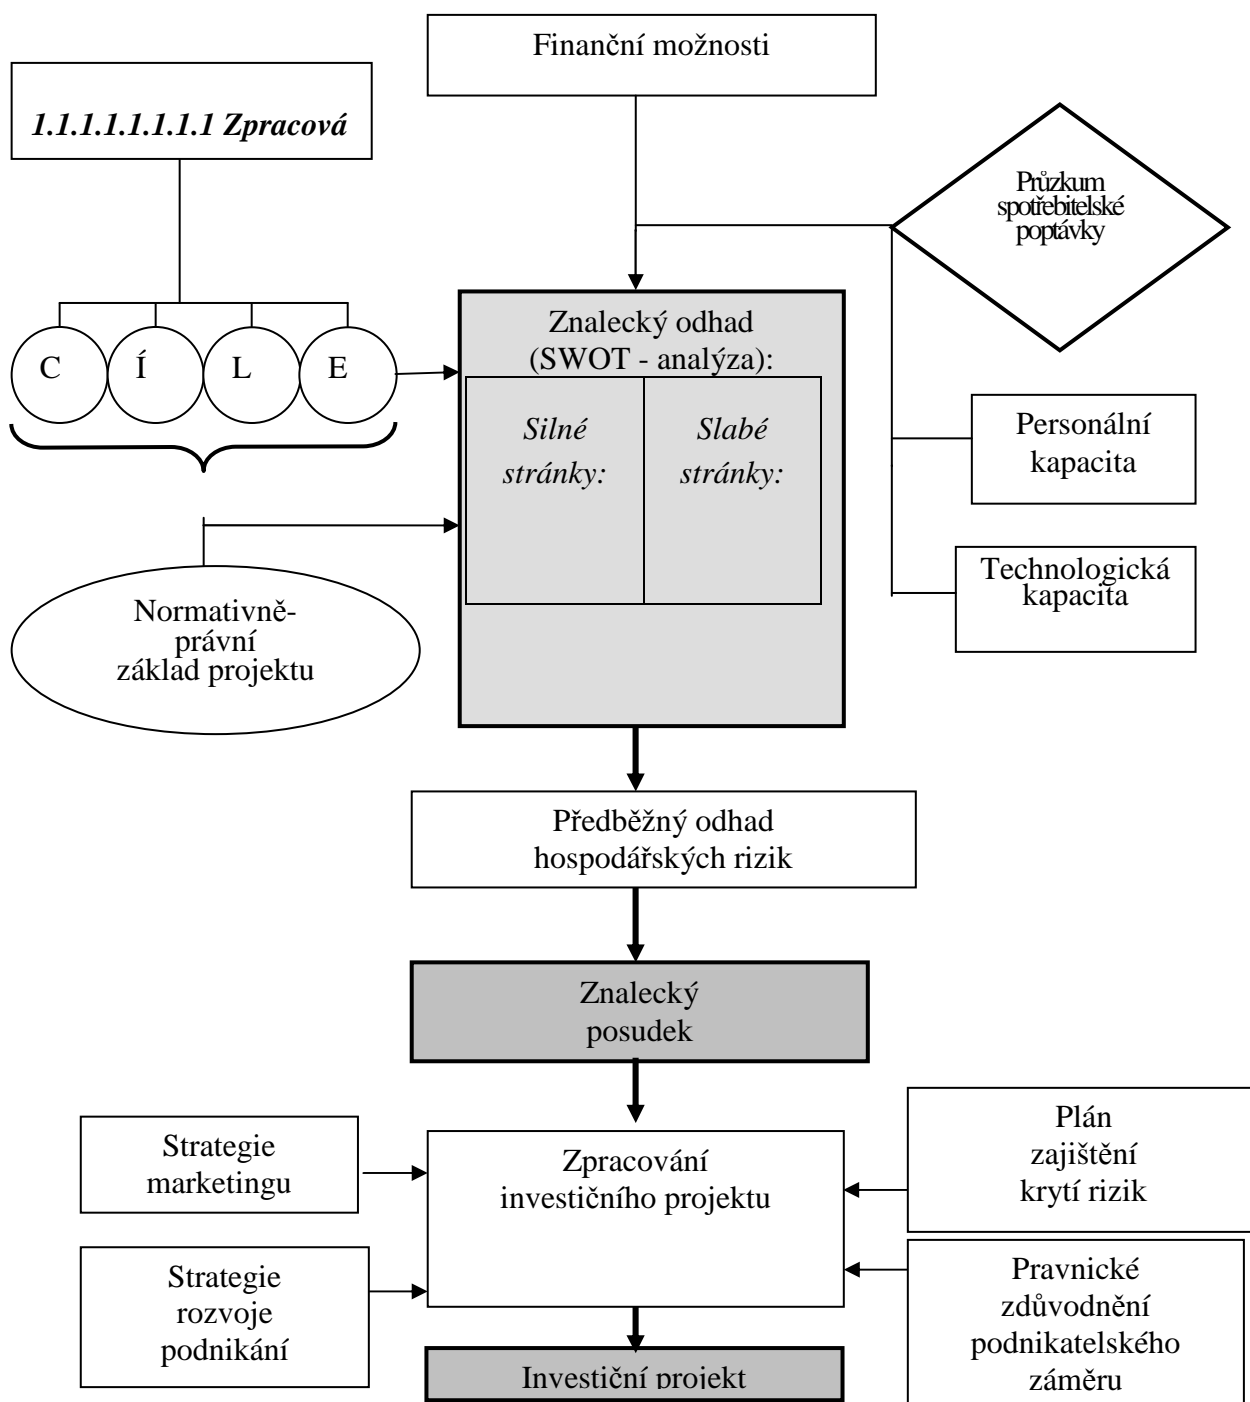 Finanční možnosti
1.1.1.1.1.1.1.1 Zpracová
Průzkum
spotřebitelské
poptávky
Znalecký odhad
(SWOT - analýza):
C Í L E
Silné
stránky:
Slabé
stránky:
Personální
kapacita
Technologická
kapacita
Normativně-
právní
základ projektu
Předběžný odhad
hospodářských rizik
Znalecký
posudek
Strategie
marketingu
Zpracování
investičního projektu
Plán
zajištění
krytí rizik
Strategie
rozvoje
podnikání
Pravnické
zdůvodnění
podnikatelského
záměru
Investiční projekt